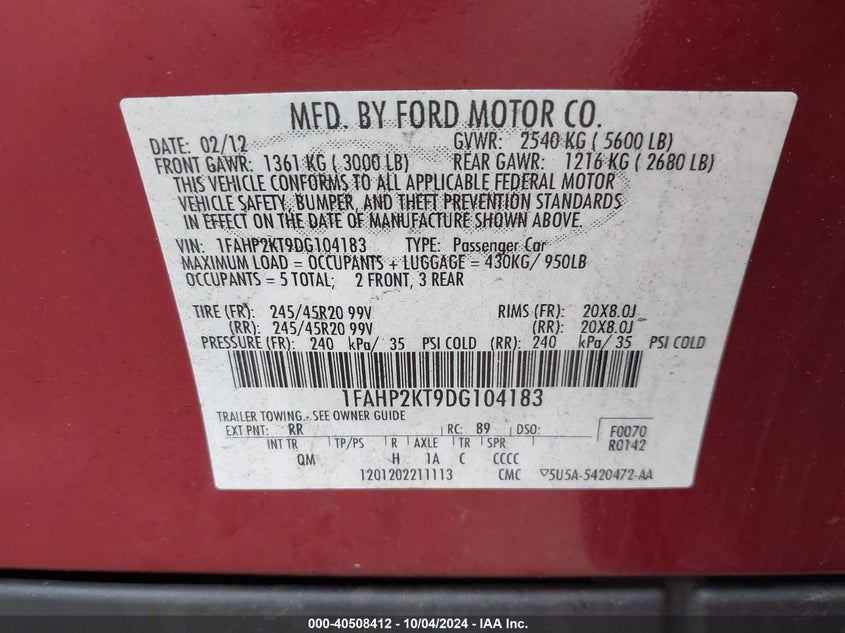 MFD. BY FORD MOTOR CO.
DATE: 02/12 GVWR: 2540 KG ( 5600 LB)
FRONT GAWR: 1361 KG ( 3000 LB) REAR GAWR: 1216 KG ( 2680 LB)
THIS VEHICLE CONFORMS TO ALL APPLICABLE FEDERAL MOTOR
VEHICLE SAFETY, BUMPER, AND THEFT PREVENTION STANDARDS
IN EFFECT ON THE DATE OF MANUFACTURE SHOWN ABOVE.
VIN: 1FAHP2KT9DG104183 TYPE: Passenger Car
MAXIMUM LOAD = OCCUPANTS + LUGGAGE = 430KG/ 950LB
OCCUPANTS = 5 TOTAL; 2 FRONT, 3 REAR
TIRE (FR): 245/45R20 99V RIMS (FR): 20X8.0J
(RR): 245/45R20 99V (RR): 20X8.0J
PRESSURE (FR): 240 kPa/ 35 PSI COLD (RR): 240 kPa/ 35 PSI COLD
1FAHP2KT9DG104183
TRAILER TOWING - SEE OWNER GUIDE
EXT PNT: RR RC: 89 DSO: F0070
INT TR TP/PS R AXLE TR SPR R0142
QM H 1A C CCCC
1201202211113 CMC ▽5U5A-5420472-AA
000-40508412 - 10/04/2024 - IAA Inc.